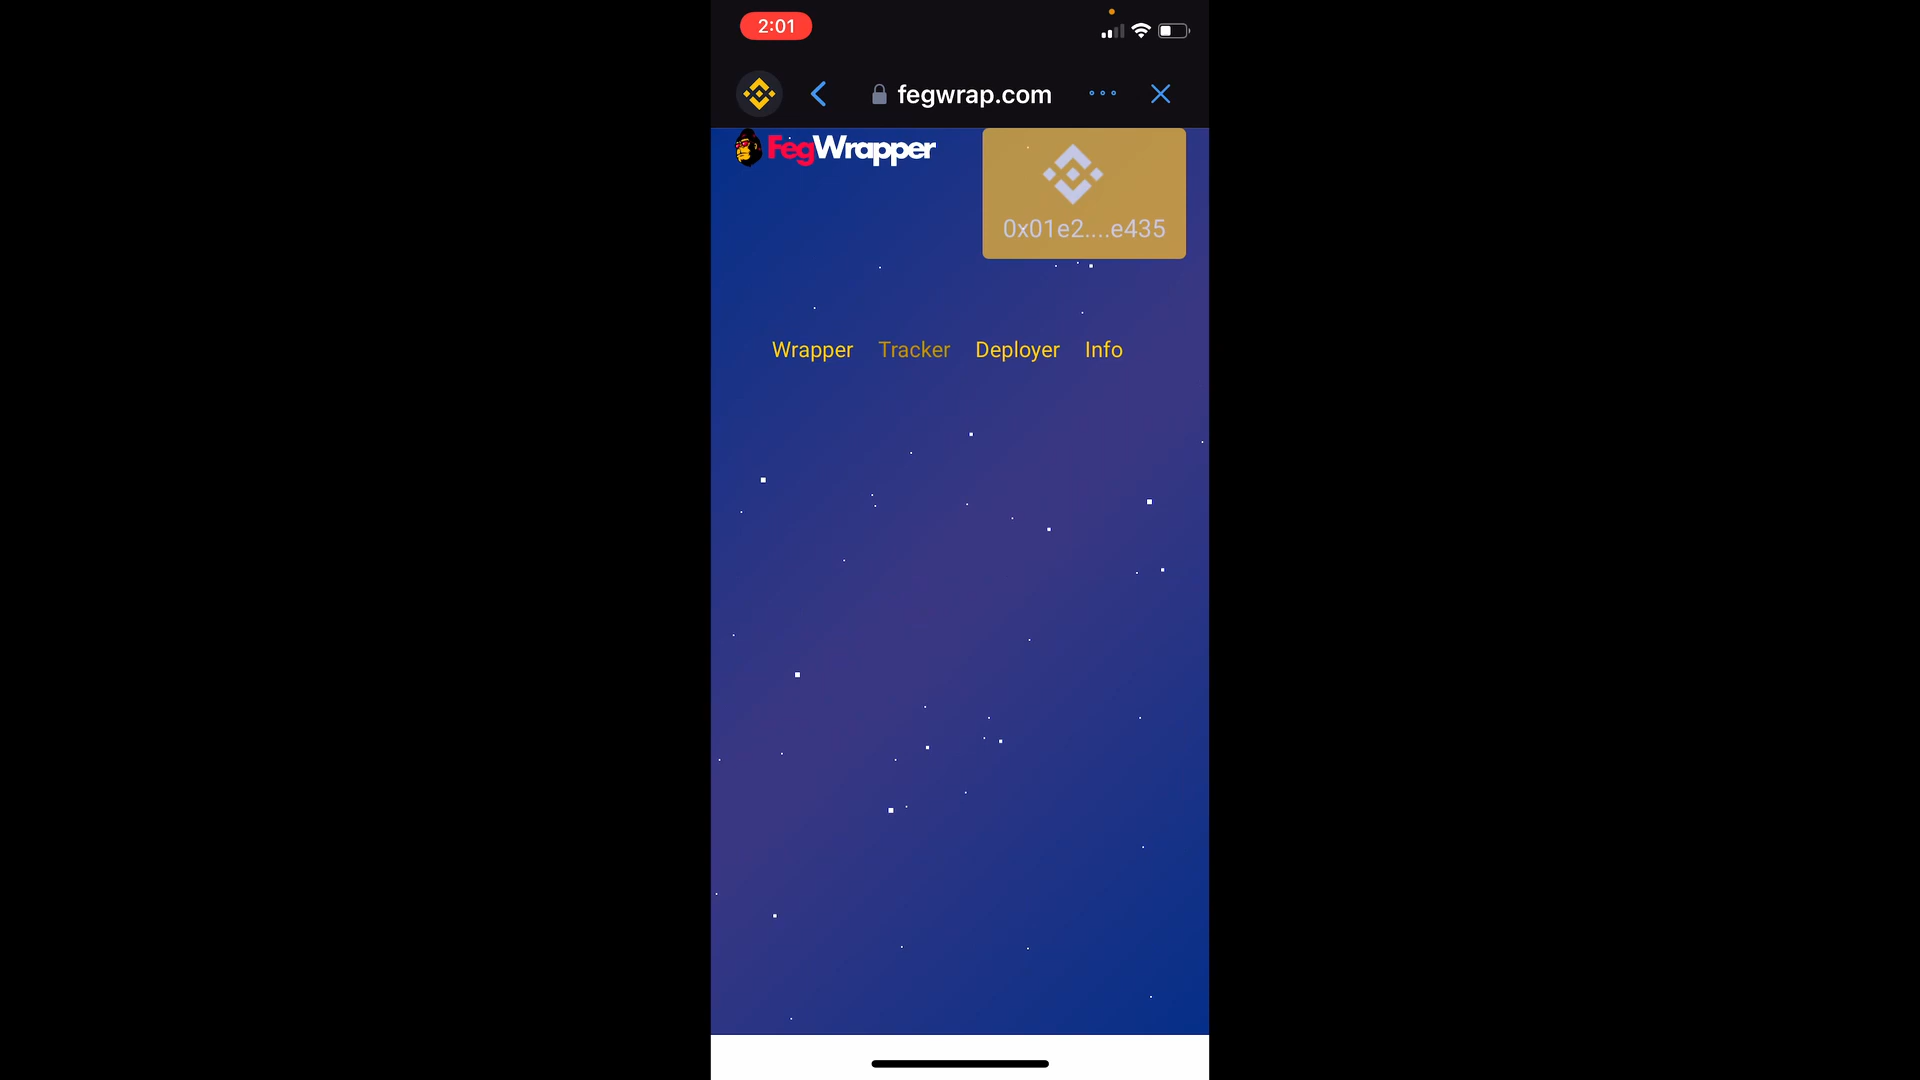 2:01
fegwrap.com
FegWrapper
0x01e2....e435
Wrapper Tracker Deployer Info